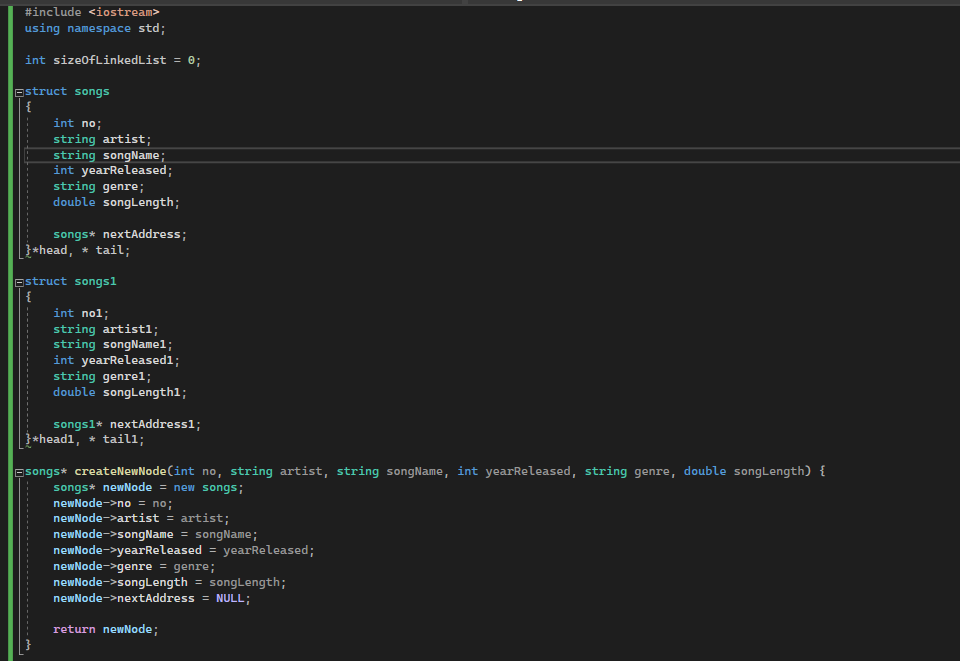 #include <iostream>
using namespace std;
int sizeOfLinkedList = 0;
struct songs
{
    int no;
    string artist;
    string songName;
    int yearReleased;
    string genre;
    double songLength;
    songs* nextAddress;
}*head, * tail;
struct songs1
{
    int no1;
    string artist1;
    string songName1;
    int yearReleased1;
    string genre1;
    double songLength1;
    songs1* nextAddress1;
}*head1, * tail1;
songs* createNewNode(int no, string artist, string songName, int yearReleased, string genre, double songLength) {
    songs* newNode = new songs;
    newNode->no = no;
    newNode->artist = artist;
    newNode->songName = songName;
    newNode->yearReleased = yearReleased;
    newNode->genre = genre;
    newNode->songLength = songLength;
    newNode->nextAddress = NULL;
    return newNode;
}